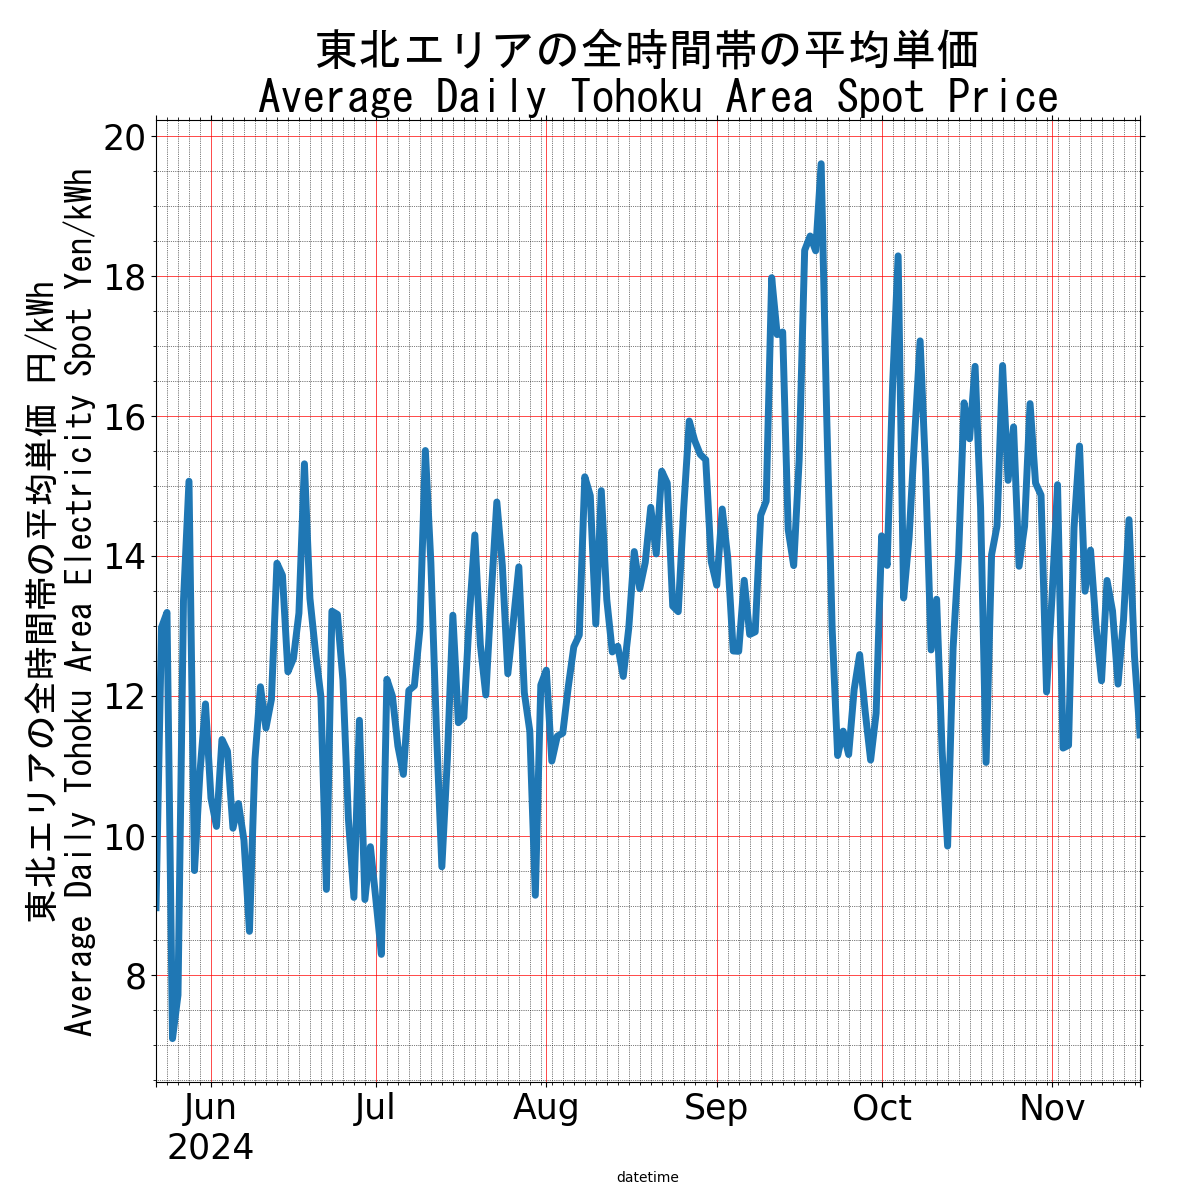 東北エリアの全時間帯の平均単価
Average Daily Tohoku Area Spot Price
東北エリアの全時間帯の平均単価 円/kWh
Average Daily Tohoku Area Electricity Spot Yen/kWh
20
18
16
14
12
10
8
Jun
2024
Jul
Aug
Sep
Oct
Nov
datetime